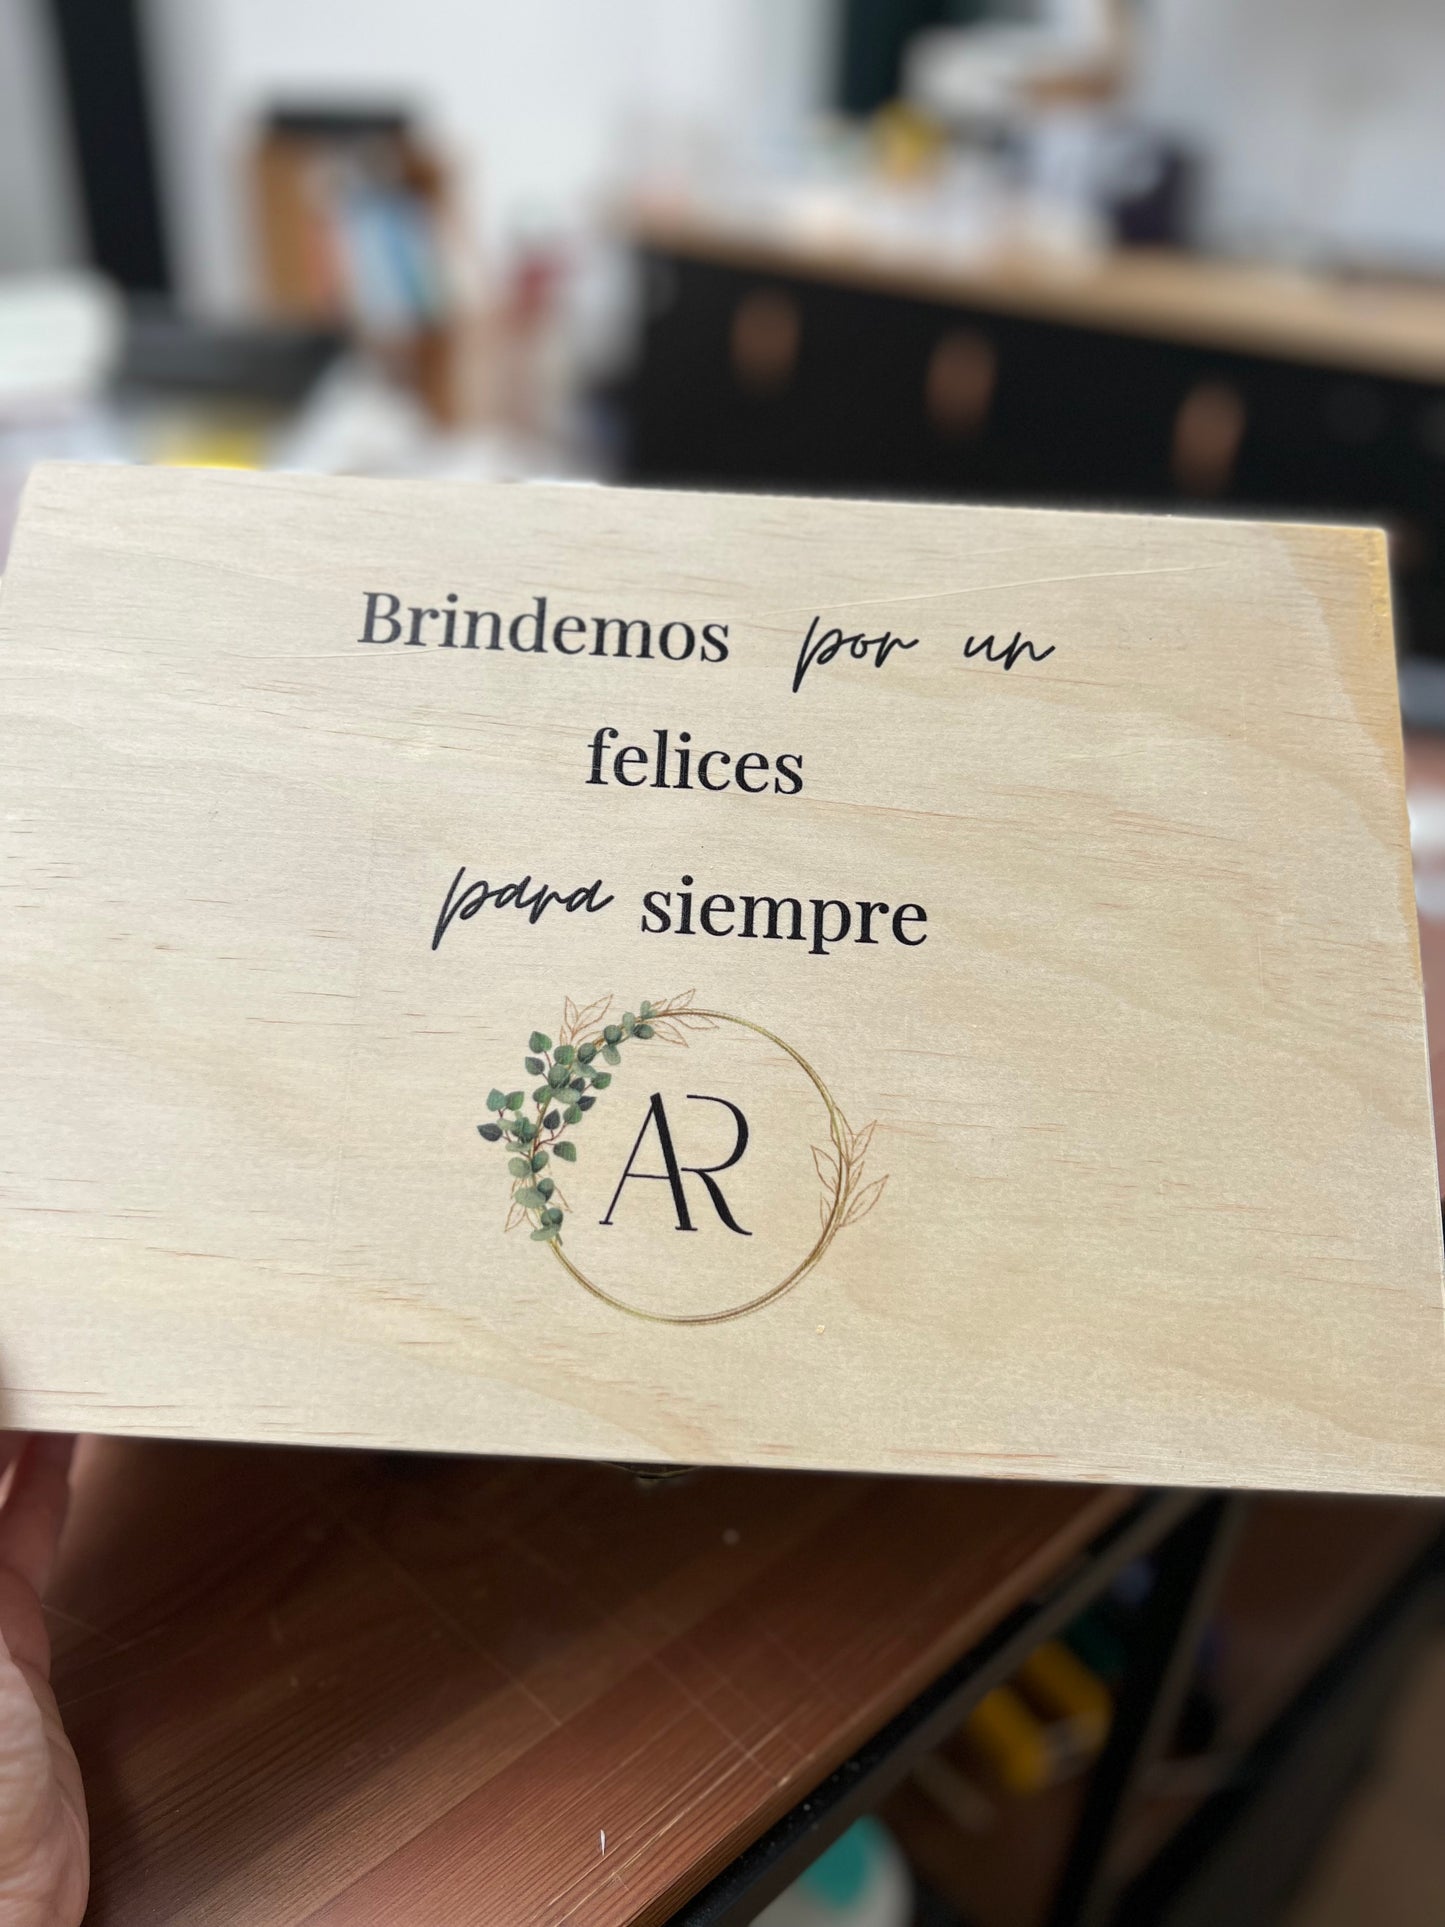 Brindemos por un
felices
para siempre
AR